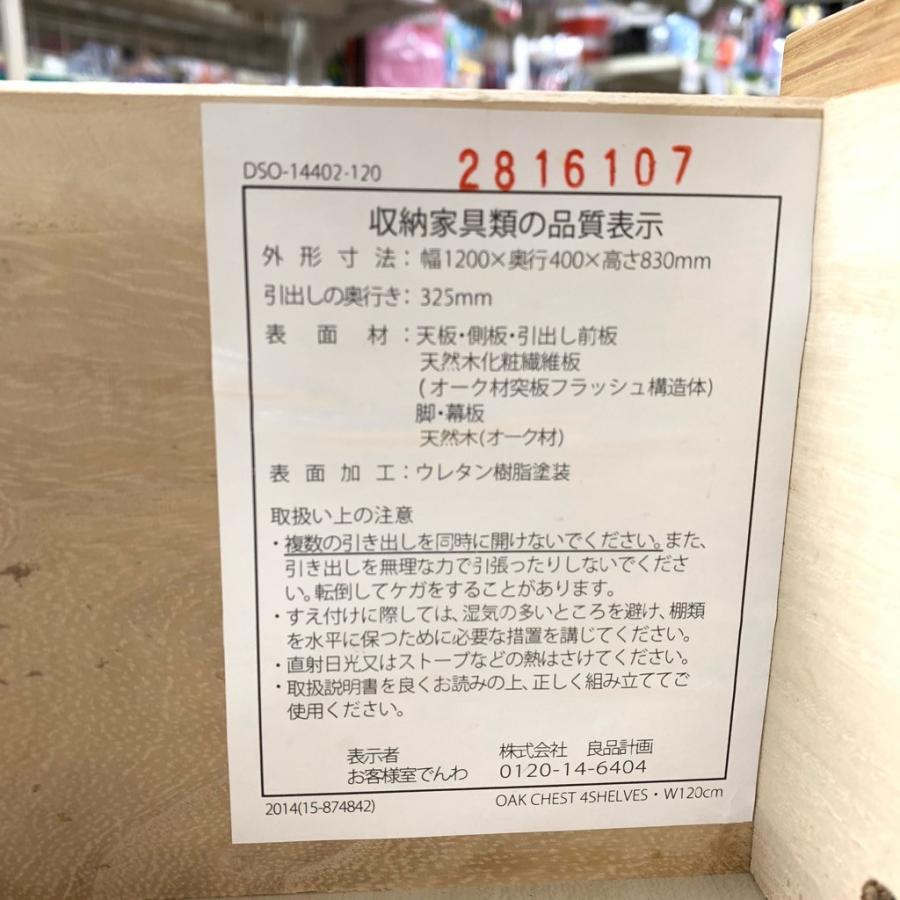 DSO-14402-120
2816107
収納家具類の品質表示
外形寸法：幅1200×奥行400×高さ830mm
引出しの奥行き：325mm
表面材：天板・側板・引出し前板
天然木化粧繊維板
(オーク材突板フラッシュ構造体)
脚・幕板
天然木(オーク材)
表面加工：ウレタン樹脂塗装
取扱い上の注意
・複数の引き出しを同時に開けないでください。また、
引き出しを無理な力で引張ったりしないでくださ
い。転倒してケガをすることがあります。
・すえ付けに際しては、湿気の多いところを避け、棚類
を水平に保つために必要な措置を講じてください。
・直射日光又はストーブなどの熱はさけてください。
・取扱説明書を良くお読みの上、正しく組み立ててご
使用ください。
表示者 株式会社 良品計画
お客様室でんわ 0120-14-6404
2014(15-874842)
OAK CHEST 4SHELVES・W120cm